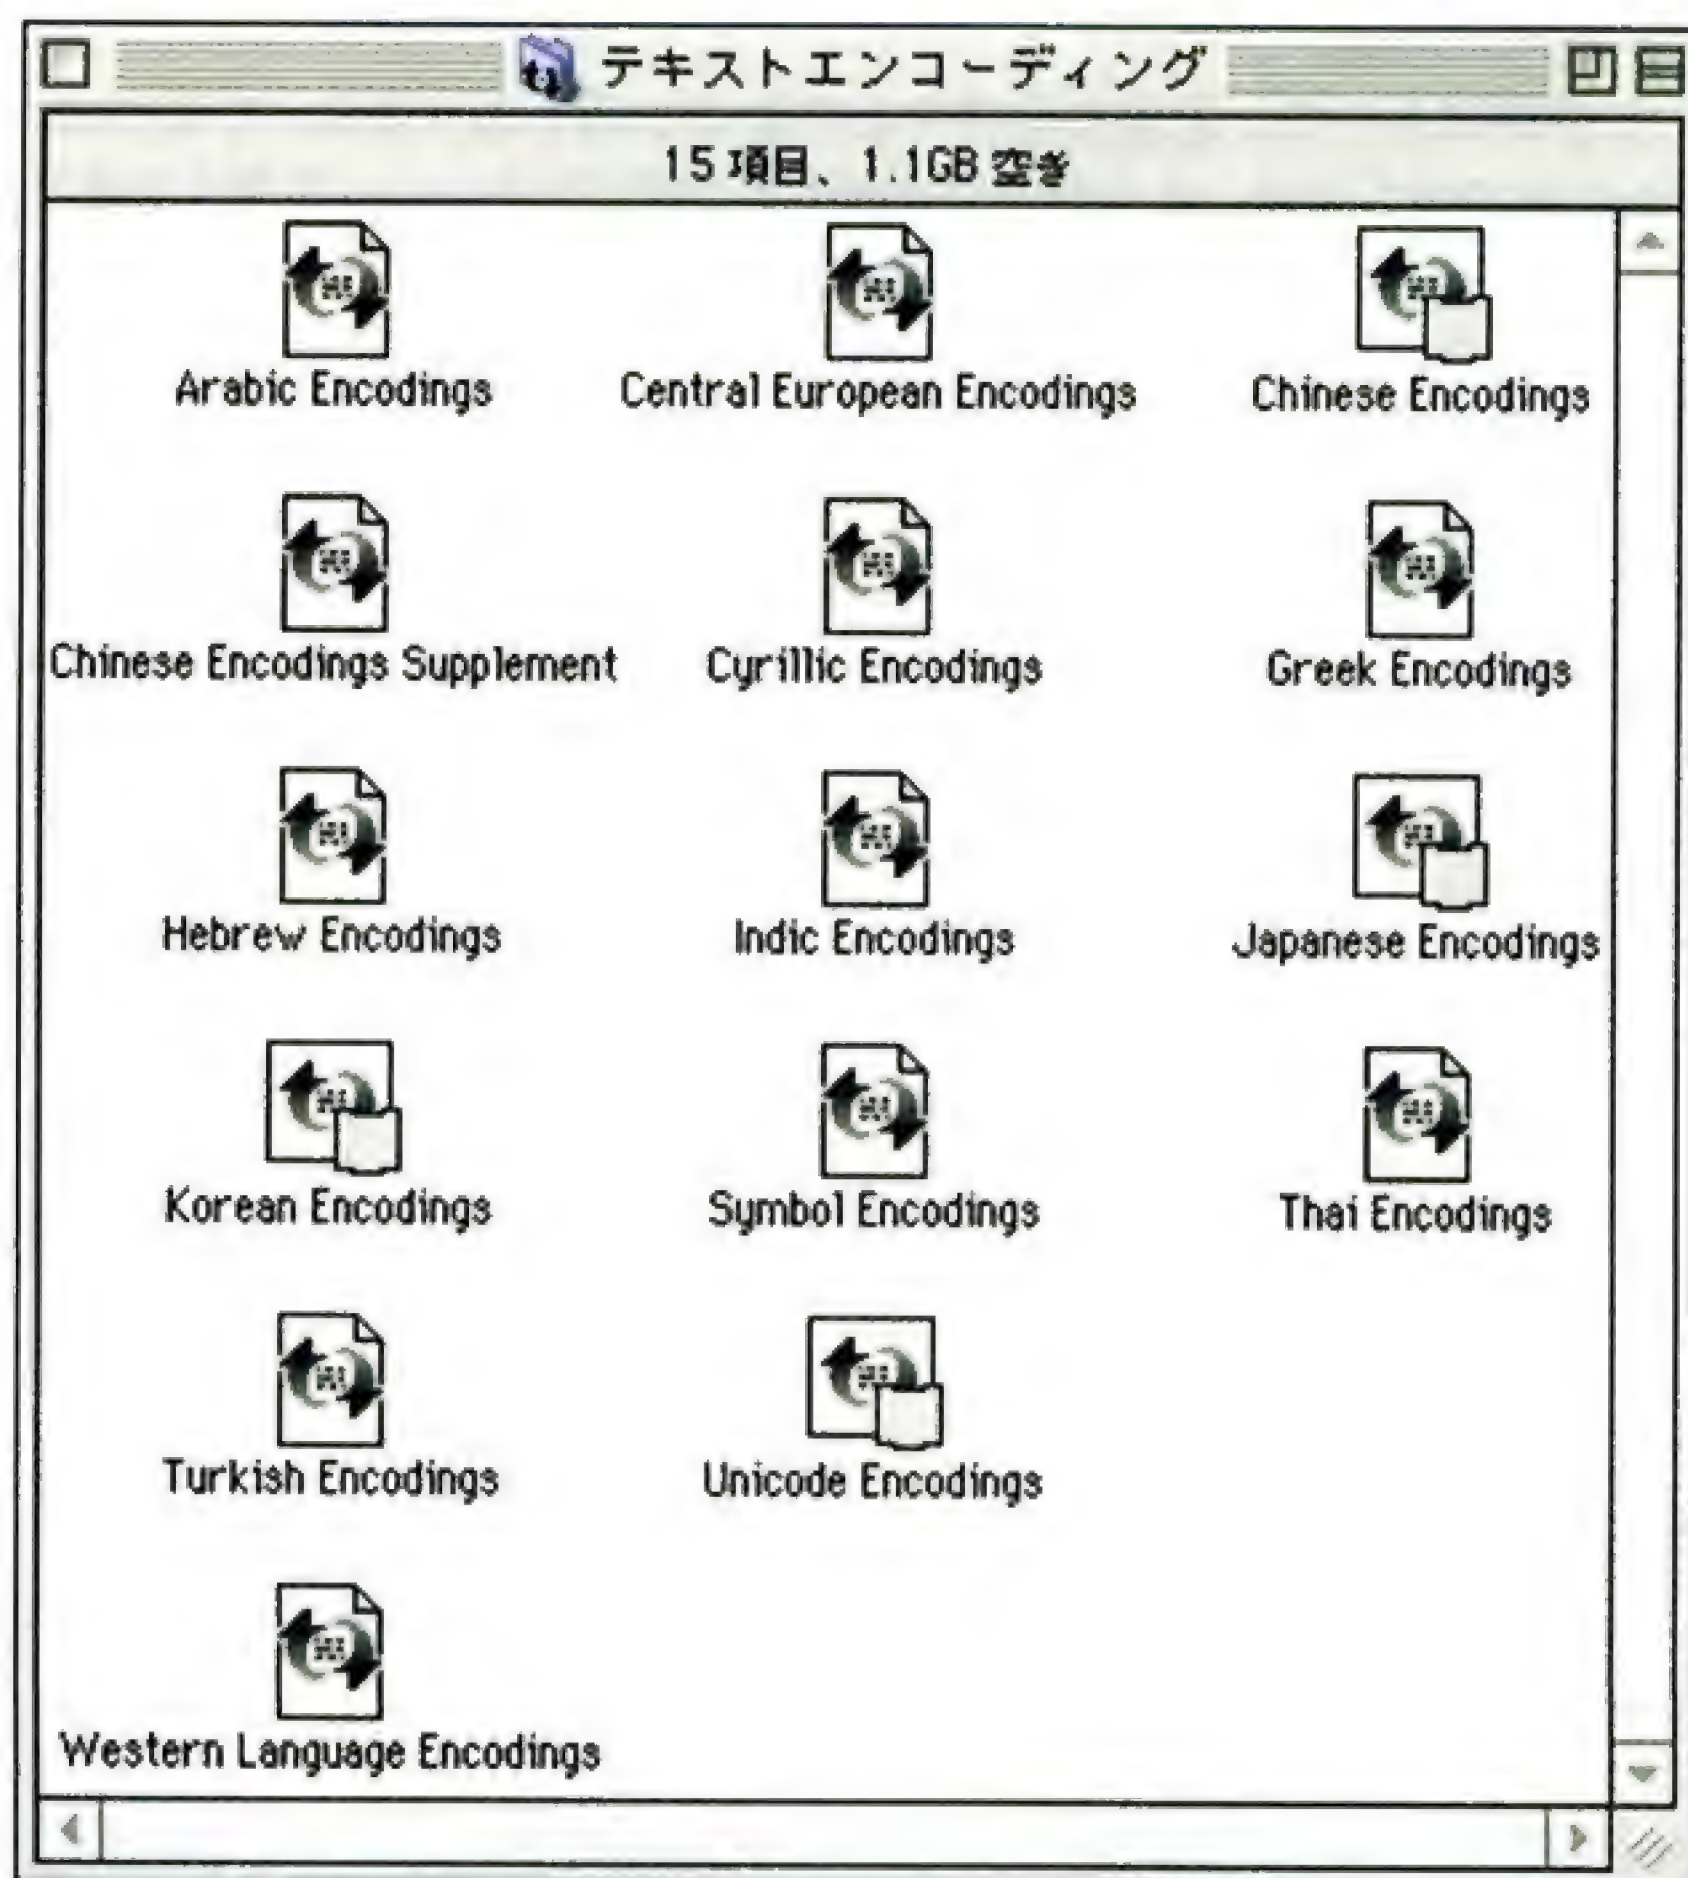 テキストエンコーディング
15 項目、1.1GB 空き
Arabic Encodings
Central European Encodings
Chinese Encodings
Chinese Encodings Supplement
Cyrillic Encodings
Greek Encodings
Hebrew Encodings
Indic Encodings
Japanese Encodings
Korean Encodings
Symbol Encodings
Thai Encodings
Turkish Encodings
Unicode Encodings
Western Language Encodings